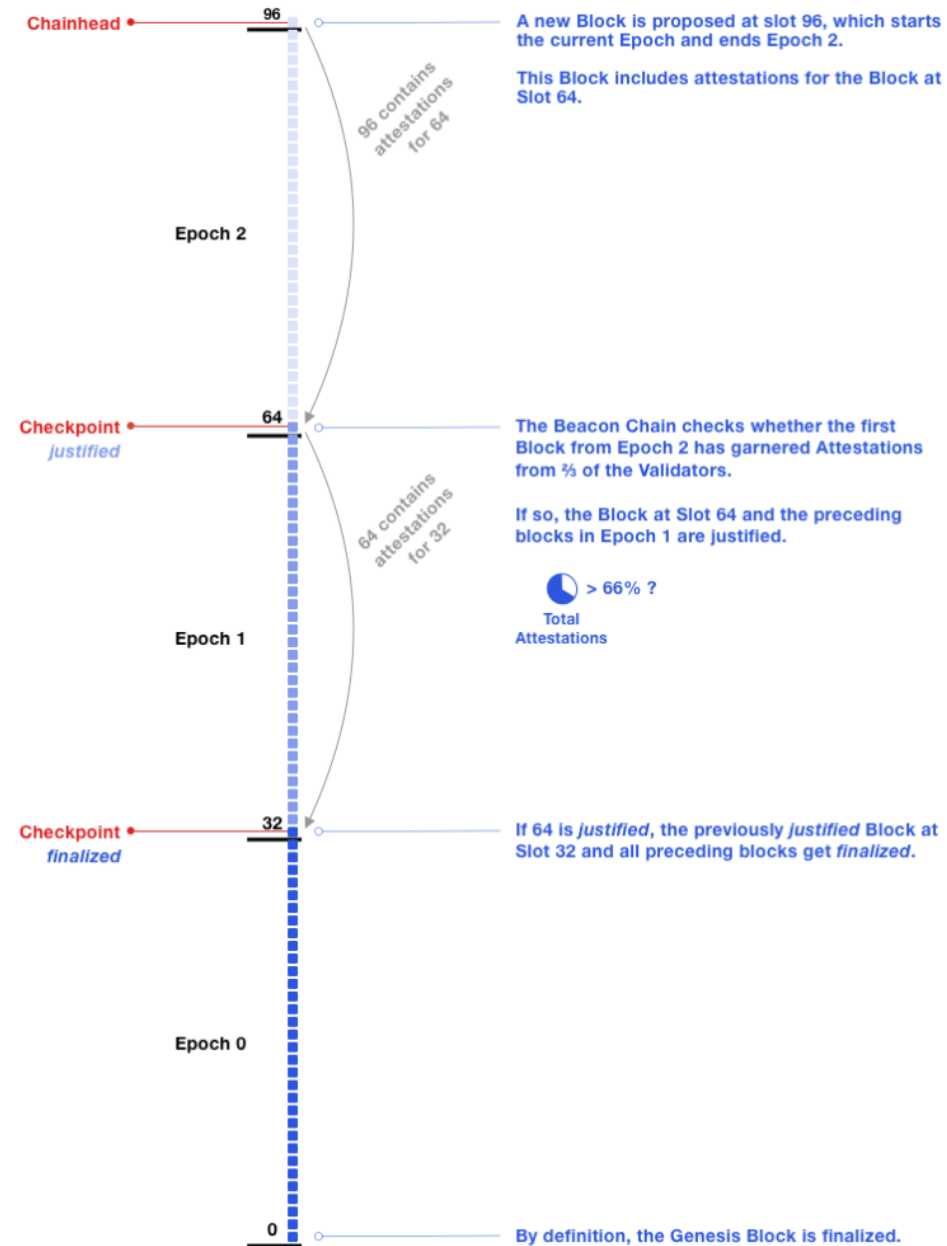 Chainhead
96
A new Block is proposed at slot 96, which starts
the current Epoch and ends Epoch 2.
This Block includes attestations for the Block at
Slot 64.
96 contains
attestations
for 64
Epoch 2
Checkpoint
justified
64
The Beacon Chain checks whether the first
Block from Epoch 2 has garnered Attestations
from ⅔ of the Validators.
If so, the Block at Slot 64 and the preceding
blocks in Epoch 1 are justified.
64 contains
attestations
for 32
> 66% ?
Total
Attestations
Epoch 1
Checkpoint
finalized
32
If 64 is justified, the previously justified Block at
Slot 32 and all preceding blocks get finalized.
Epoch 0
0
By definition, the Genesis Block is finalized.